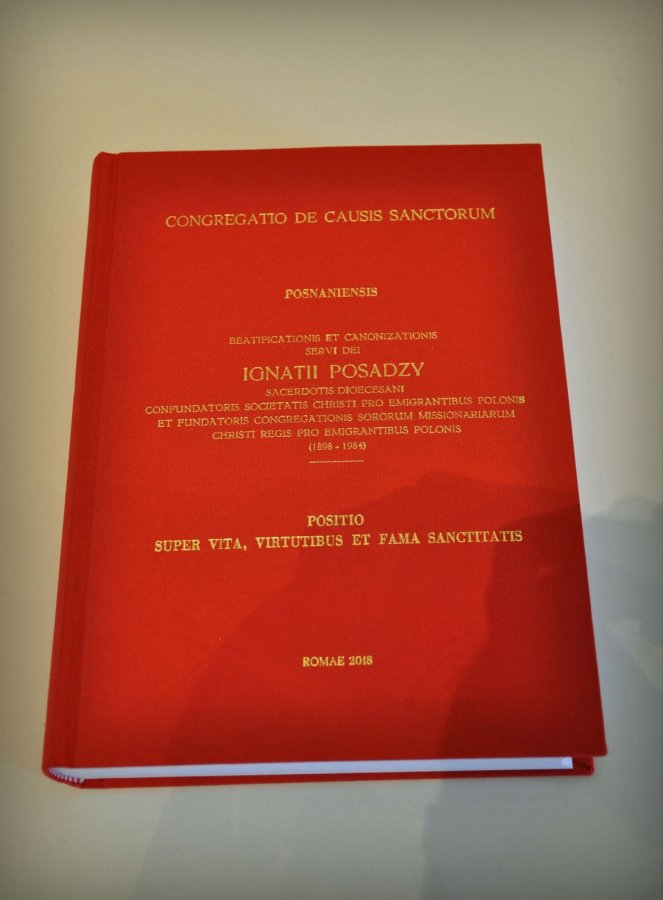 CONGREGATIO DE CAUSIS SANCTORUM
POSNANIENSIS
BEATIFICATIONIS ET CANONIZATIONIS
SERVI DEI
IGNATII POSADZY
SACERDOTIS DIOECESANI
CONFUNDATORIS SOCIETATIS CHRISTI PRO EMIGRANTIBUS POLONIS
ET FUNDATORIS CONGREGATIONIS SORORUM MISSIONARIARUM
CHRISTI REGIS PRO EMIGRANTIBUS POLONIS
(1898 - 1984)
POSITIO
SUPER VITA, VIRTUTIBUS ET FAMA SANCTITATIS
ROMAE 2018